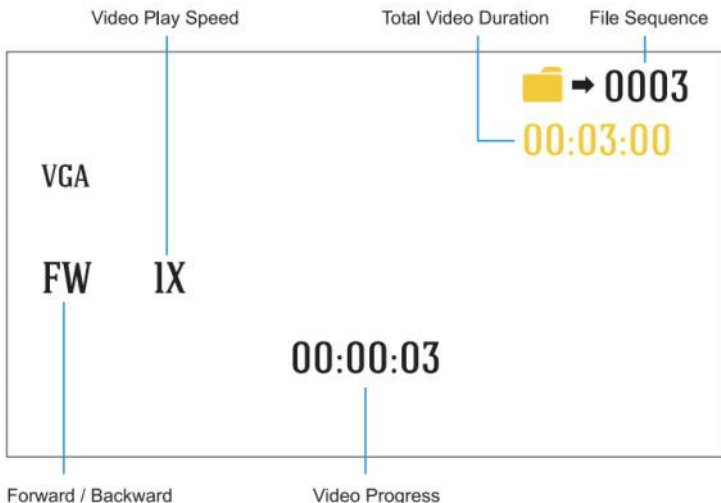 Video Play Speed
Total Video Duration
File Sequence
0003
00:03:00
VGA
FW
1X
00:00:03
Forward / Backward
Video Progress